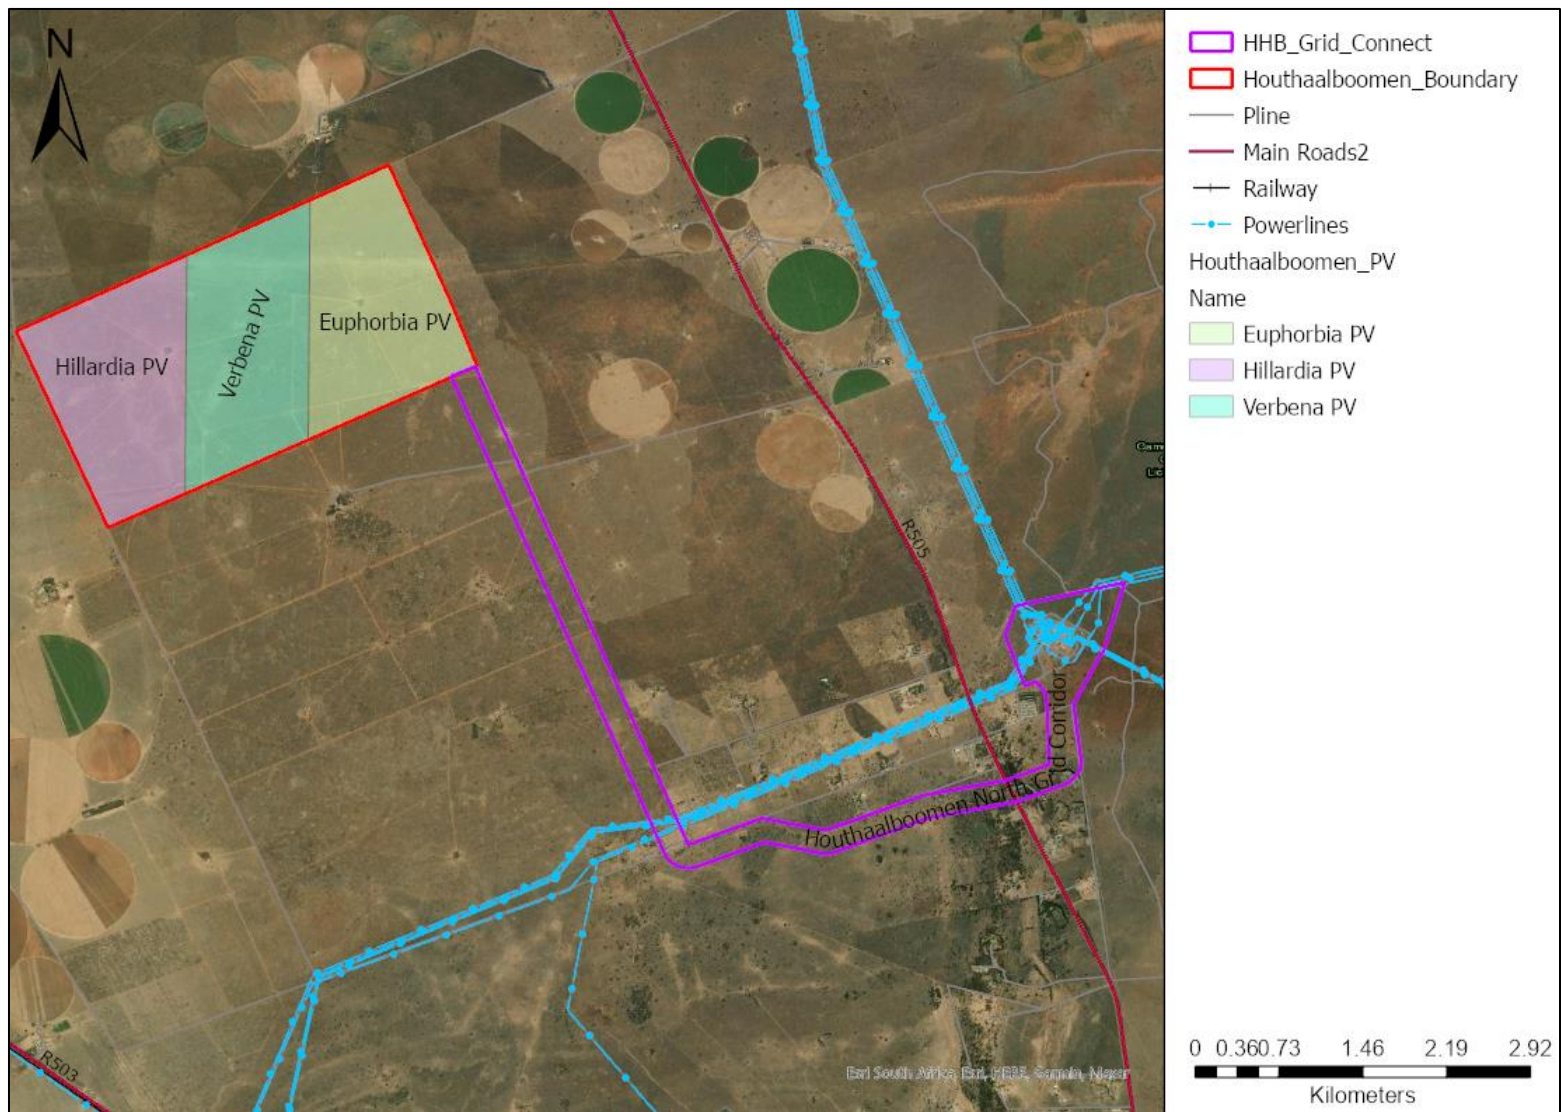 N
HHB_Grid_Connect
Houthaalboomen_Boundary
Pline
Main Roads2
Railway
Powerlines
Houthaalboomen_PV
Name
Euphorbia PV
Hillardia PV
Verbena PV
Euphorbia PV
Verbena PV
Hillardia PV
R505
Houthaalboomen North Grid Corridor
R503
Esri South Africa, Esri, HERE, Garmin, Maxar
0 0.360.73 1.46 2.19 2.92
Kilometers